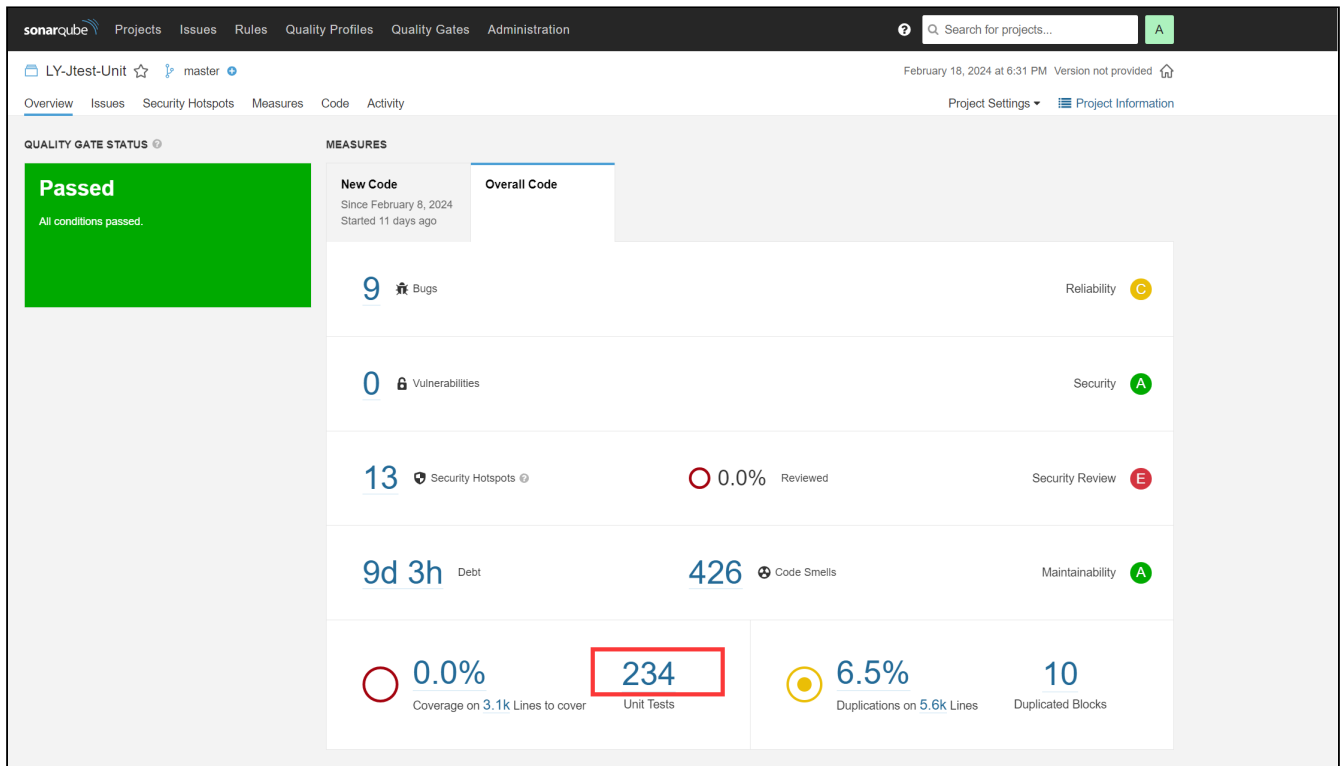 sonarqube Projects Issues Rules Quality Profiles Quality Gates Administration ? Search for projects... A
LY-Jtest-Unit master February 18, 2024 at 6:31 PM Version not provided
Overview Issues Security Hotspots Measures Code Activity Project Settings Project Information
QUALITY GATE STATUS ? MEASURES
Passed
All conditions passed.
New Code
Since February 8, 2024
Started 11 days ago
Overall Code
9 Bugs Reliability C
0 Vulnerabilities Security A
13 Security Hotspots ? 0.0% Reviewed Security Review E
9d 3h Debt 426 Code Smells Maintainability A
0.0%
Coverage on 3.1k Lines to cover
234
Unit Tests
6.5%
Duplications on 5.6k Lines
10
Duplicated Blocks